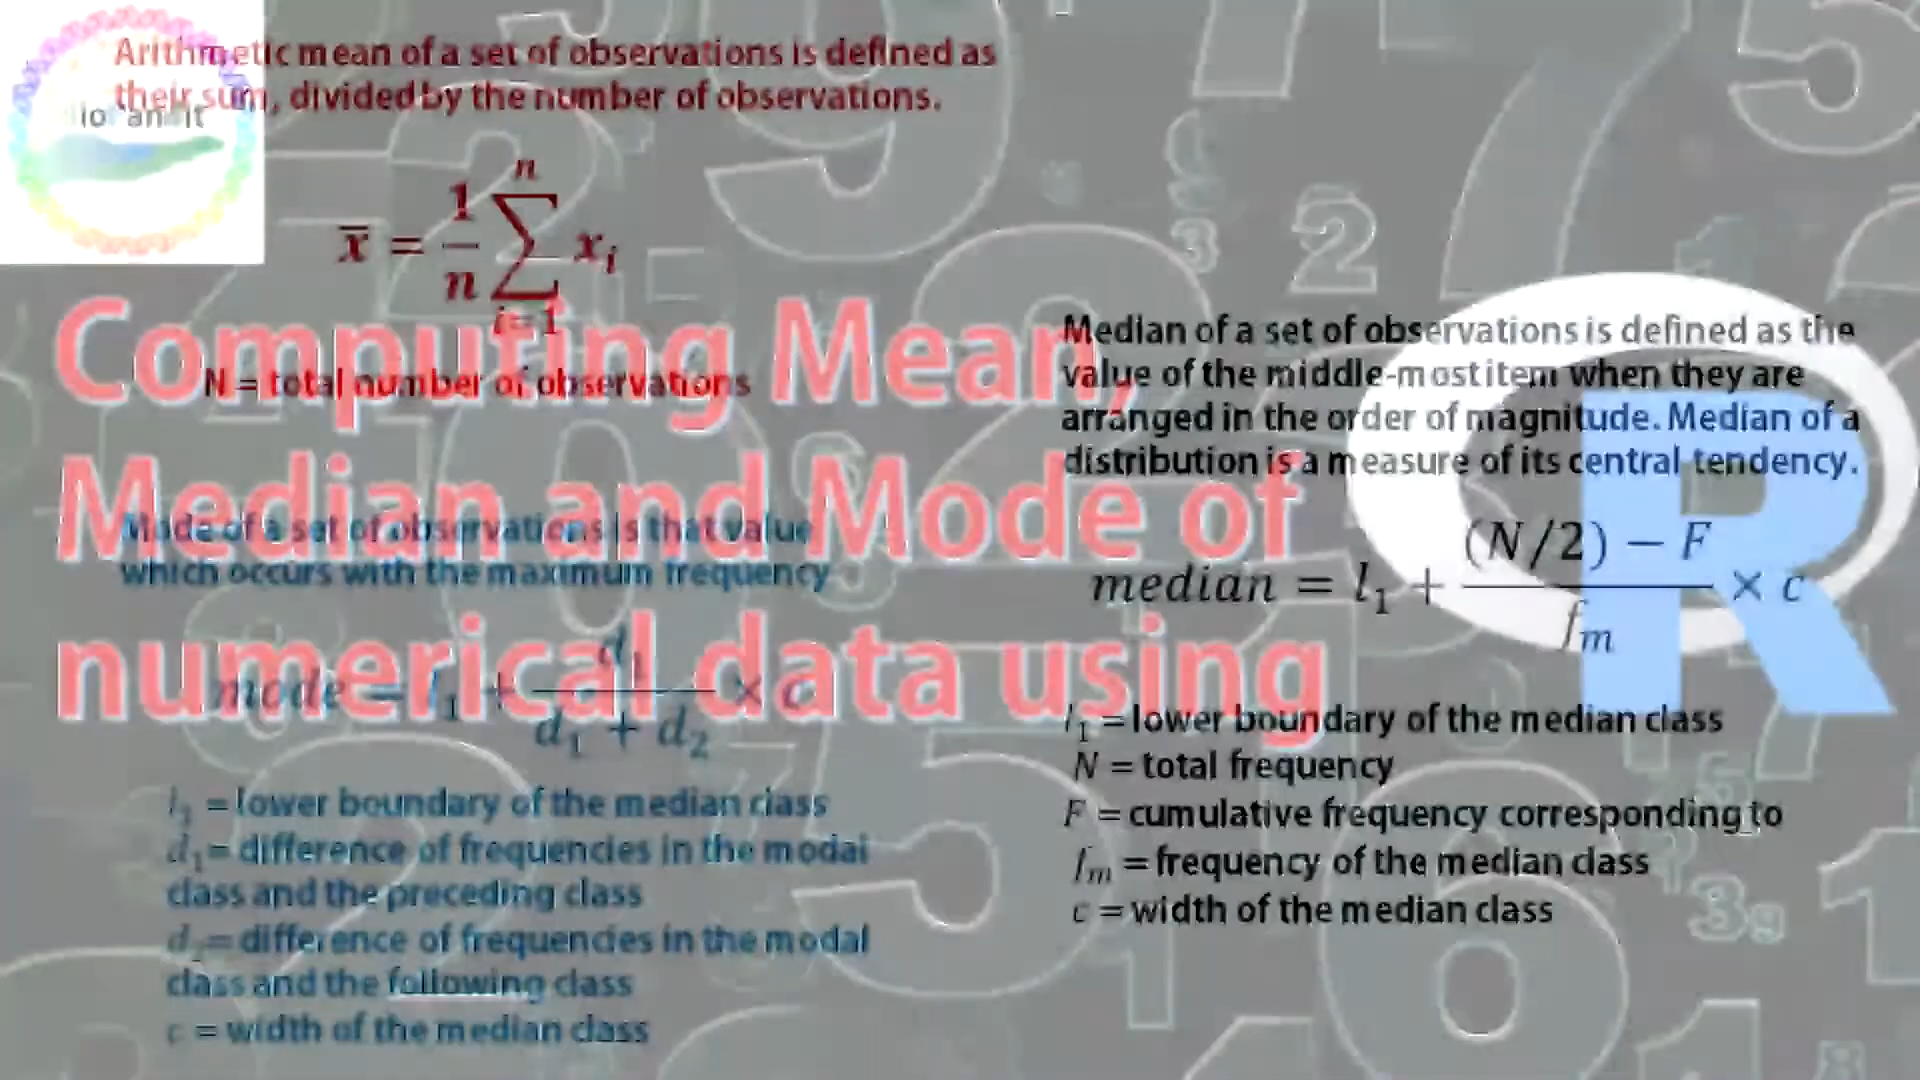 Arithmetic mean of a set of observations is defined as
their sum, divided by the number of observations.
x̄ = 1/n ∑ᵢ₌₁ⁿ xᵢ
N = total number of observations
Computing Mean,
Median and Mode of
numerical data using
R
Mode of a set of observations is that value
which occurs with the maximum frequency
mode = l₁ + d₁/(d₁ + d₂) × c
l₁ = lower boundary of the median class
d₁ = difference of frequencies in the modal
class and the preceding class
d₂ = difference of frequencies in the modal
class and the following class
c = width of the median class
Median of a set of observations is defined as the
value of the middle-most item when they are
arranged in the order of magnitude. Median of a
distribution is a measure of its central tendency.
median = l₁ + ((N/2) − F)/fₘ × c
l₁ = lower boundary of the median class
N = total frequency
F = cumulative frequency corresponding to
fₘ = frequency of the median class
c = width of the median class